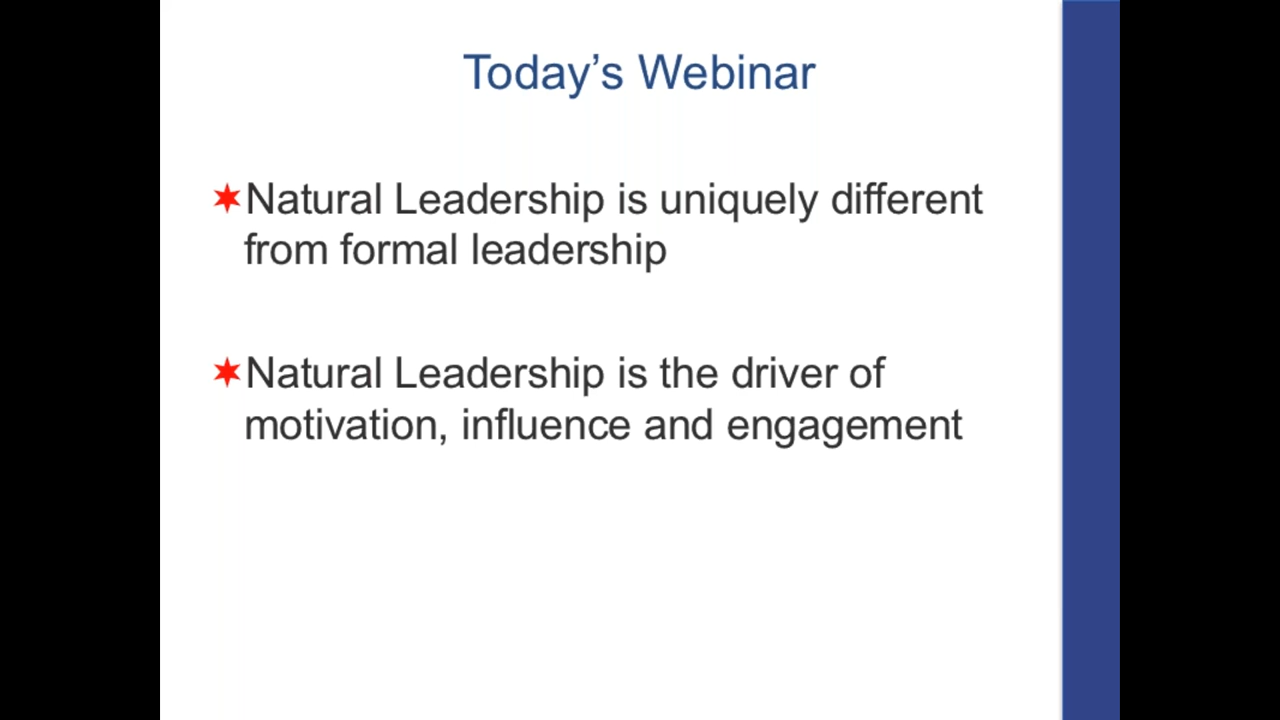 Today’s Webinar
✶Natural Leadership is uniquely different
from formal leadership
✶Natural Leadership is the driver of
motivation, influence and engagement